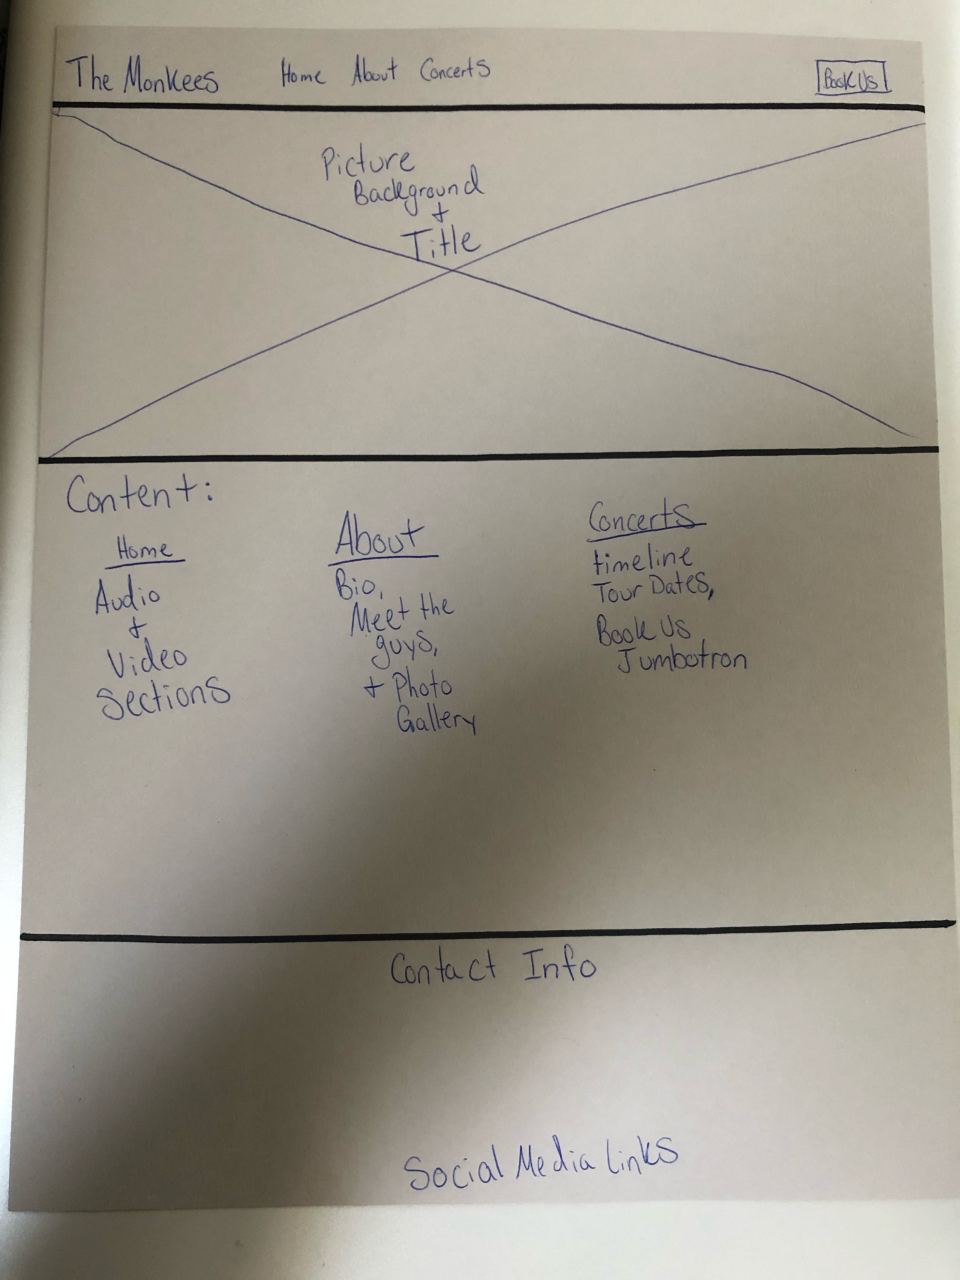 The Monkees Home About Concerts Book Us
Picture
Background
+
Title
Content:
Home
Audio
+
Video
Sections
About
Bio,
Meet the
guys,
+ Photo
Gallery
Concerts
timeline
Tour Dates,
Book Us
Jumbotron
Contact Info
Social Media Links